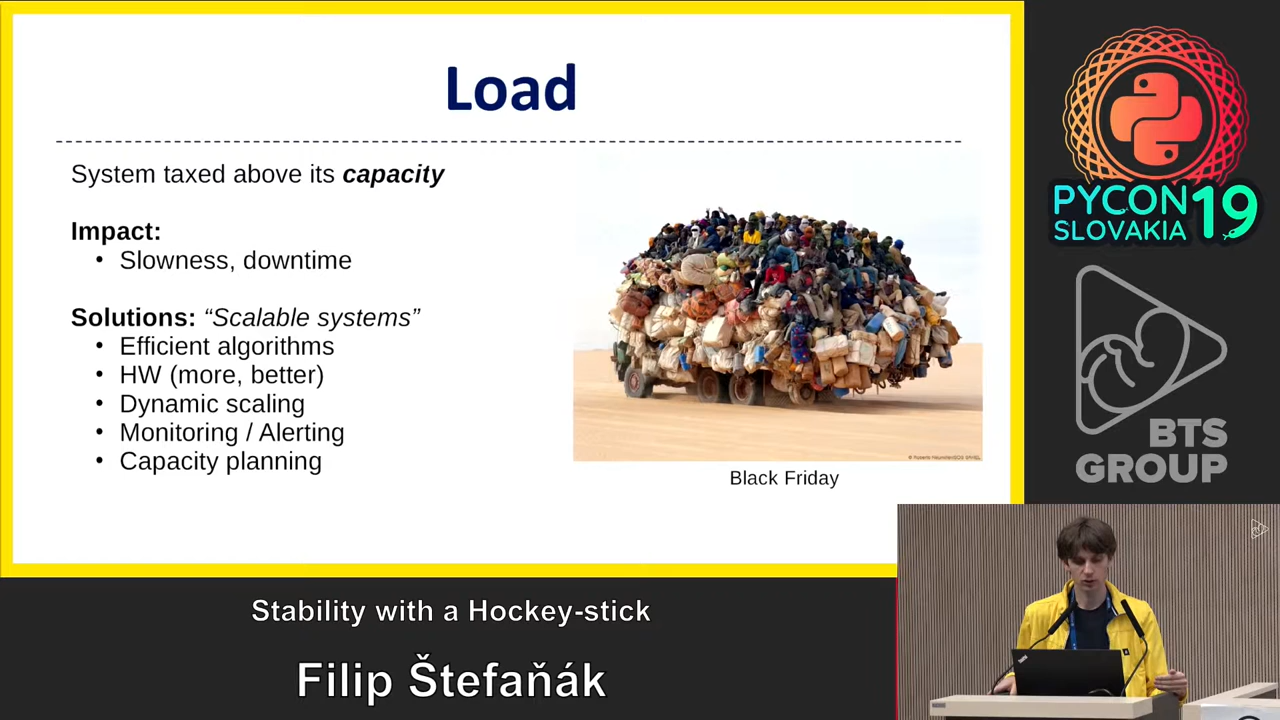 Load
System taxed above its capacity
Impact:
• Slowness, downtime
Solutions: “Scalable systems”
• Efficient algorithms
• HW (more, better)
• Dynamic scaling
• Monitoring / Alerting
• Capacity planning
Black Friday
PYCON
SLOVAKIA
19
BTS
GROUP
Stability with a Hockey-stick
Filip Štefaňák